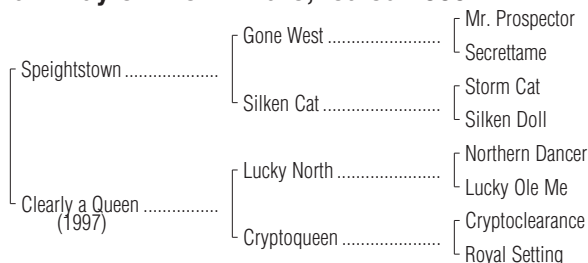 Mr. Prospector
Gone West ..........................
Secrettame
Speightstown ......................
Storm Cat
Silken Cat ...........................
Silken Doll
Northern Dancer
Lucky North ........................
Lucky Ole Me
Clearly a Queen .................
(1997)
Cryptoclearance
Cryptoqueen .......................
Royal Setting